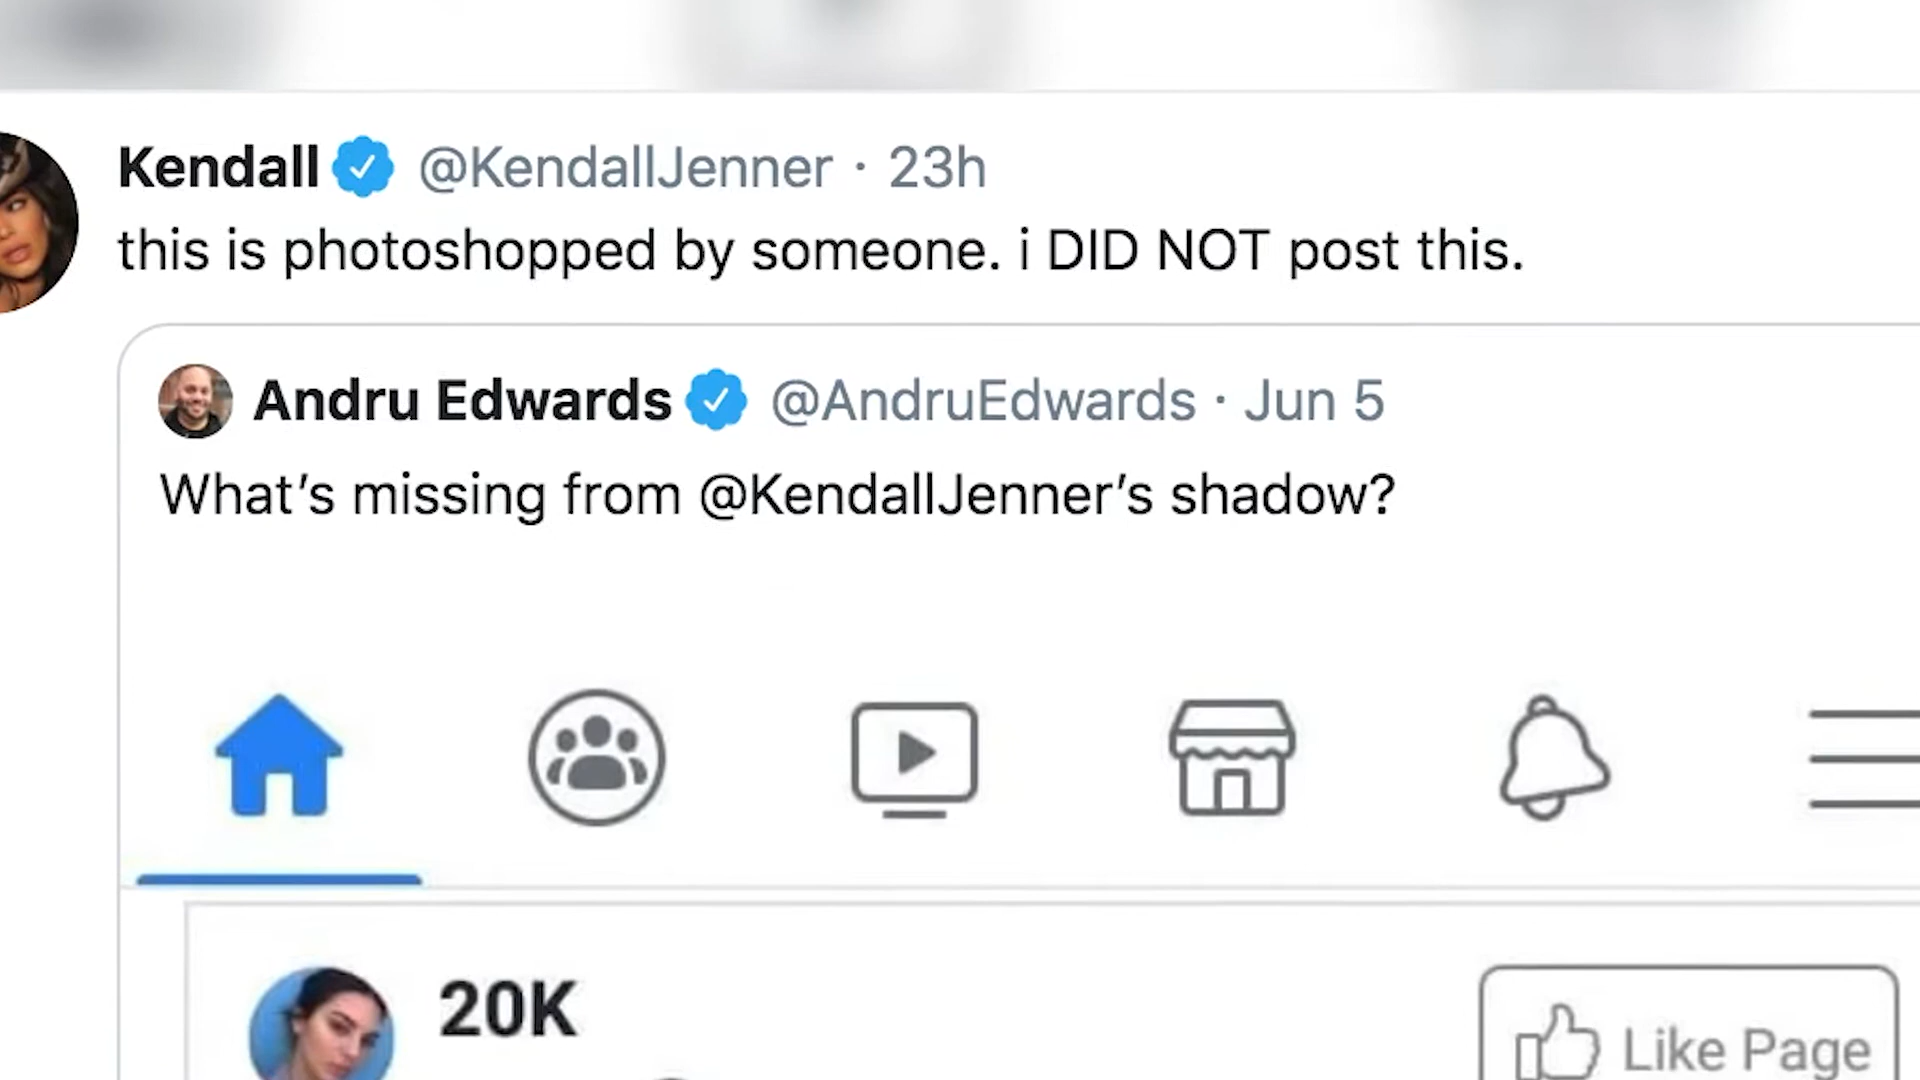 Kendall @KendallJenner · 23h
this is photoshopped by someone. i DID NOT post this.
Andru Edwards @AndruEdwards · Jun 5
What’s missing from @KendallJenner’s shadow?
20K
Like Page